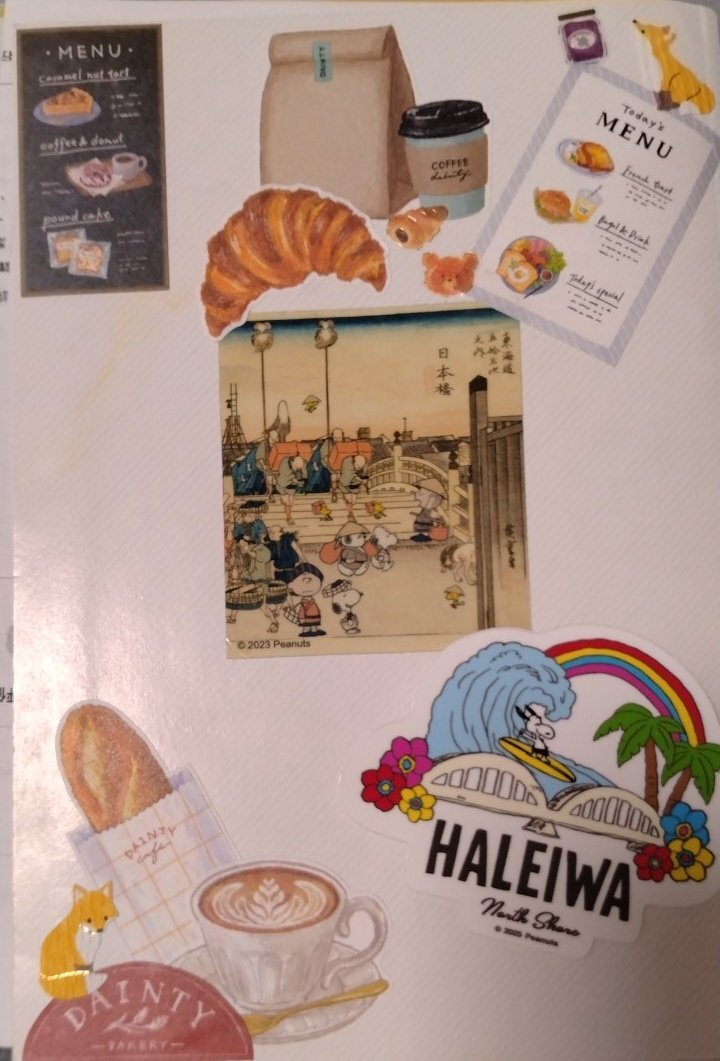 · MENU ·
Caramel nut tart
coffee & donut
pound cake
COFFEE
dainty
Today's
MENU
French toast
Bagel & Drink
Today's special
東海道
五拾三次
之内
日本橋
© 2023 Peanuts
HALEIWA
North Shore
© 2025 Peanuts
DAINTY
cafe
DAINTY
— BAKERY —